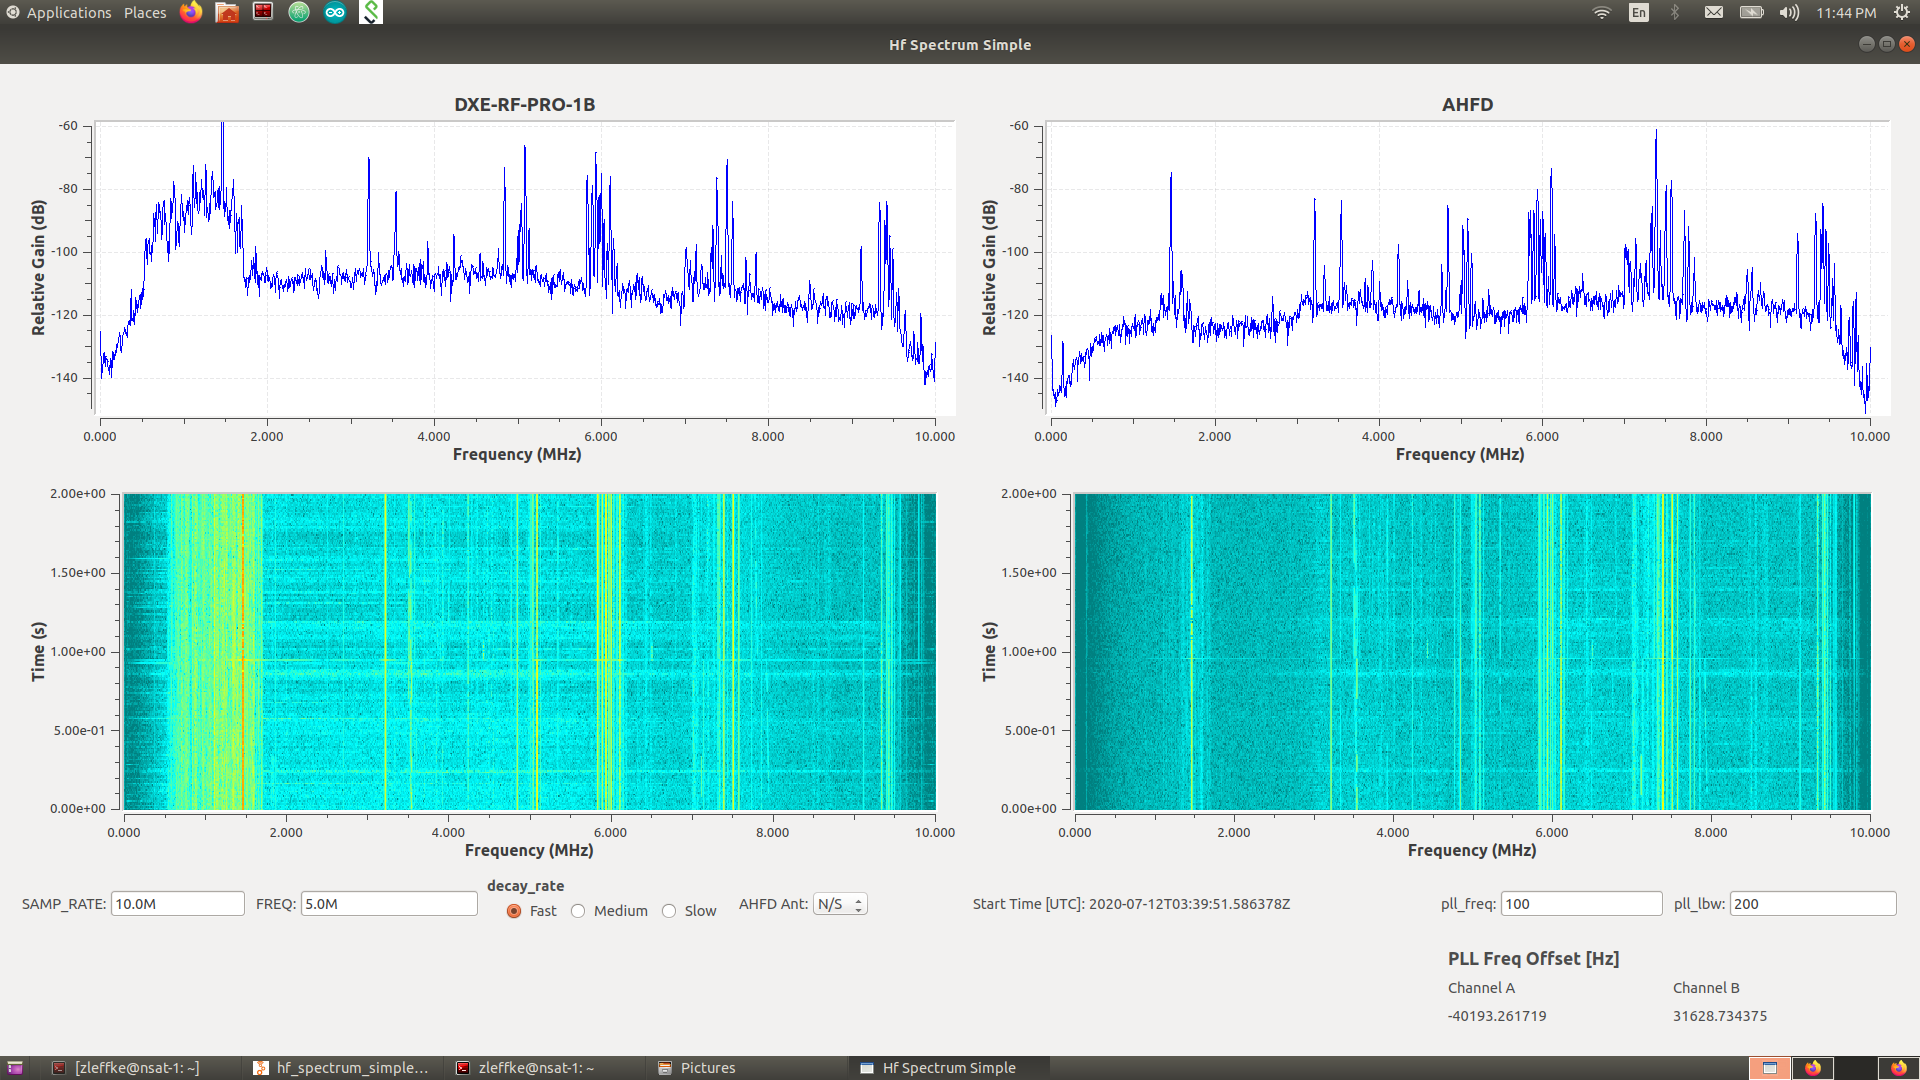 Applications Places En 11:44 PM
Hf Spectrum Simple
DXE-RF-PRO-1B
-60
-80
-100
-120
-140
Relative Gain (dB)
0.000 2.000 4.000 6.000 8.000 10.000
Frequency (MHz)
AHFD
-60
-80
-100
-120
-140
Relative Gain (dB)
0.000 2.000 4.000 6.000 8.000 10.000
Frequency (MHz)
2.00e+00
1.50e+00
1.00e+00
5.00e-01
0.00e+00
Time (s)
0.000 2.000 4.000 6.000 8.000 10.000
Frequency (MHz)
2.00e+00
1.50e+00
1.00e+00
5.00e-01
0.00e+00
Time (s)
0.000 2.000 4.000 6.000 8.000 10.000
Frequency (MHz)
decay_rate
SAMP_RATE: 10.0M FREQ: 5.0M Fast Medium Slow AHFD Ant: N/S Start Time [UTC]: 2020-07-12T03:39:51.586378Z pll_freq: 100 pll_lbw: 200
PLL Freq Offset [Hz]
Channel A Channel B
-40193.261719 31628.734375
[zleffke@nsat-1: ~] hf_spectrum_simple... zleffke@nsat-1: ~ Pictures Hf Spectrum Simple